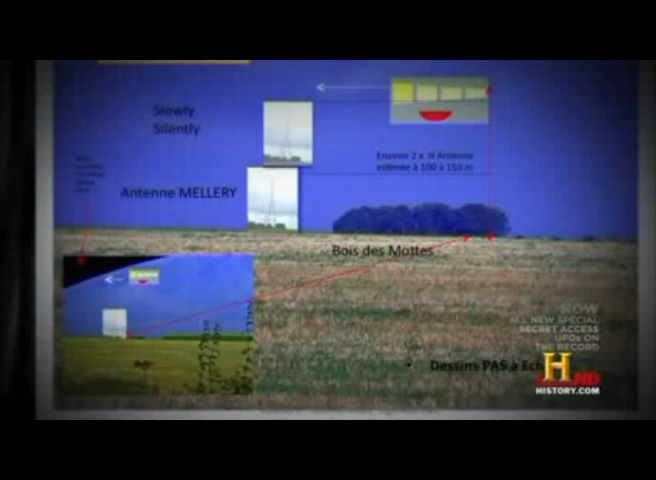 Slowly
Silently
Environ 2 x H Antenne
estimée à 100 à 150 m
Antenne MELLERY
Bois des Mottes
NOW
ALL NEW SPECIAL
SECRET ACCESS
UFOs ON
THE RECORD
• Dessins PAS à Ech
H HD
HISTORY.COM